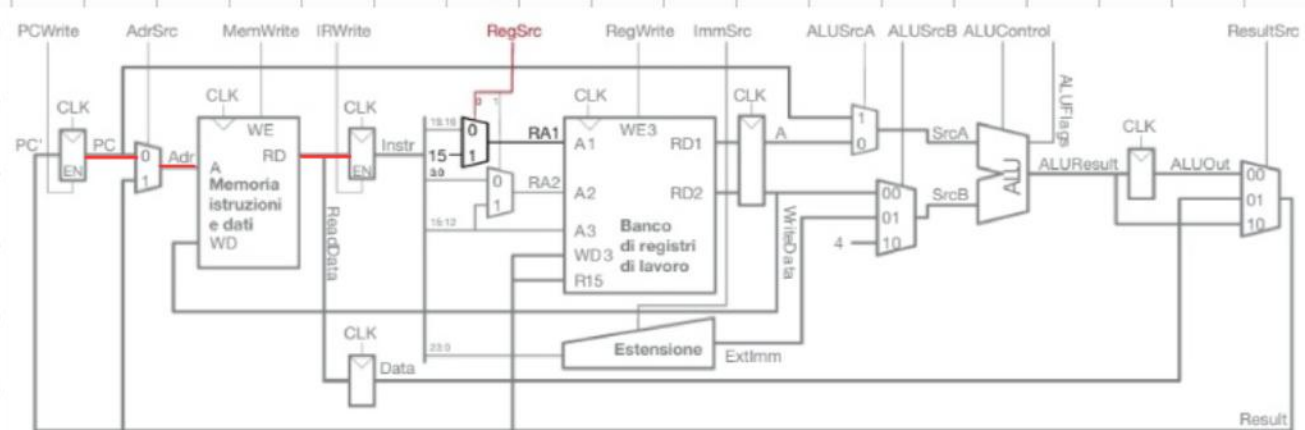 PCWrite AdrSrc MemWrite IRWrite RegSrc RegWrite ImmSrc ALUSrcA ALUSrcB ALUControl ResultSrc
ALUFlags
CLK CLK CLK CLK CLK CLK
PC' PC EN
0 1 Adr
WE RD A
Memoria
istruzioni
e dati
WD
EN Instr
ReadData
CLK
Data
0 1
19:16
15
0 1 RA1
3:0
0 1 RA2
15:12
23:0
A1 WE3 RD1
A2 RD2
A3
WD3
R15
Banco
di registri
di lavoro
Estensione
ExtImm
A
WriteData
1 0 SrcA
00 01 10 SrcB
4
ALU
ALUResult
ALUOut
00 01 10
Result